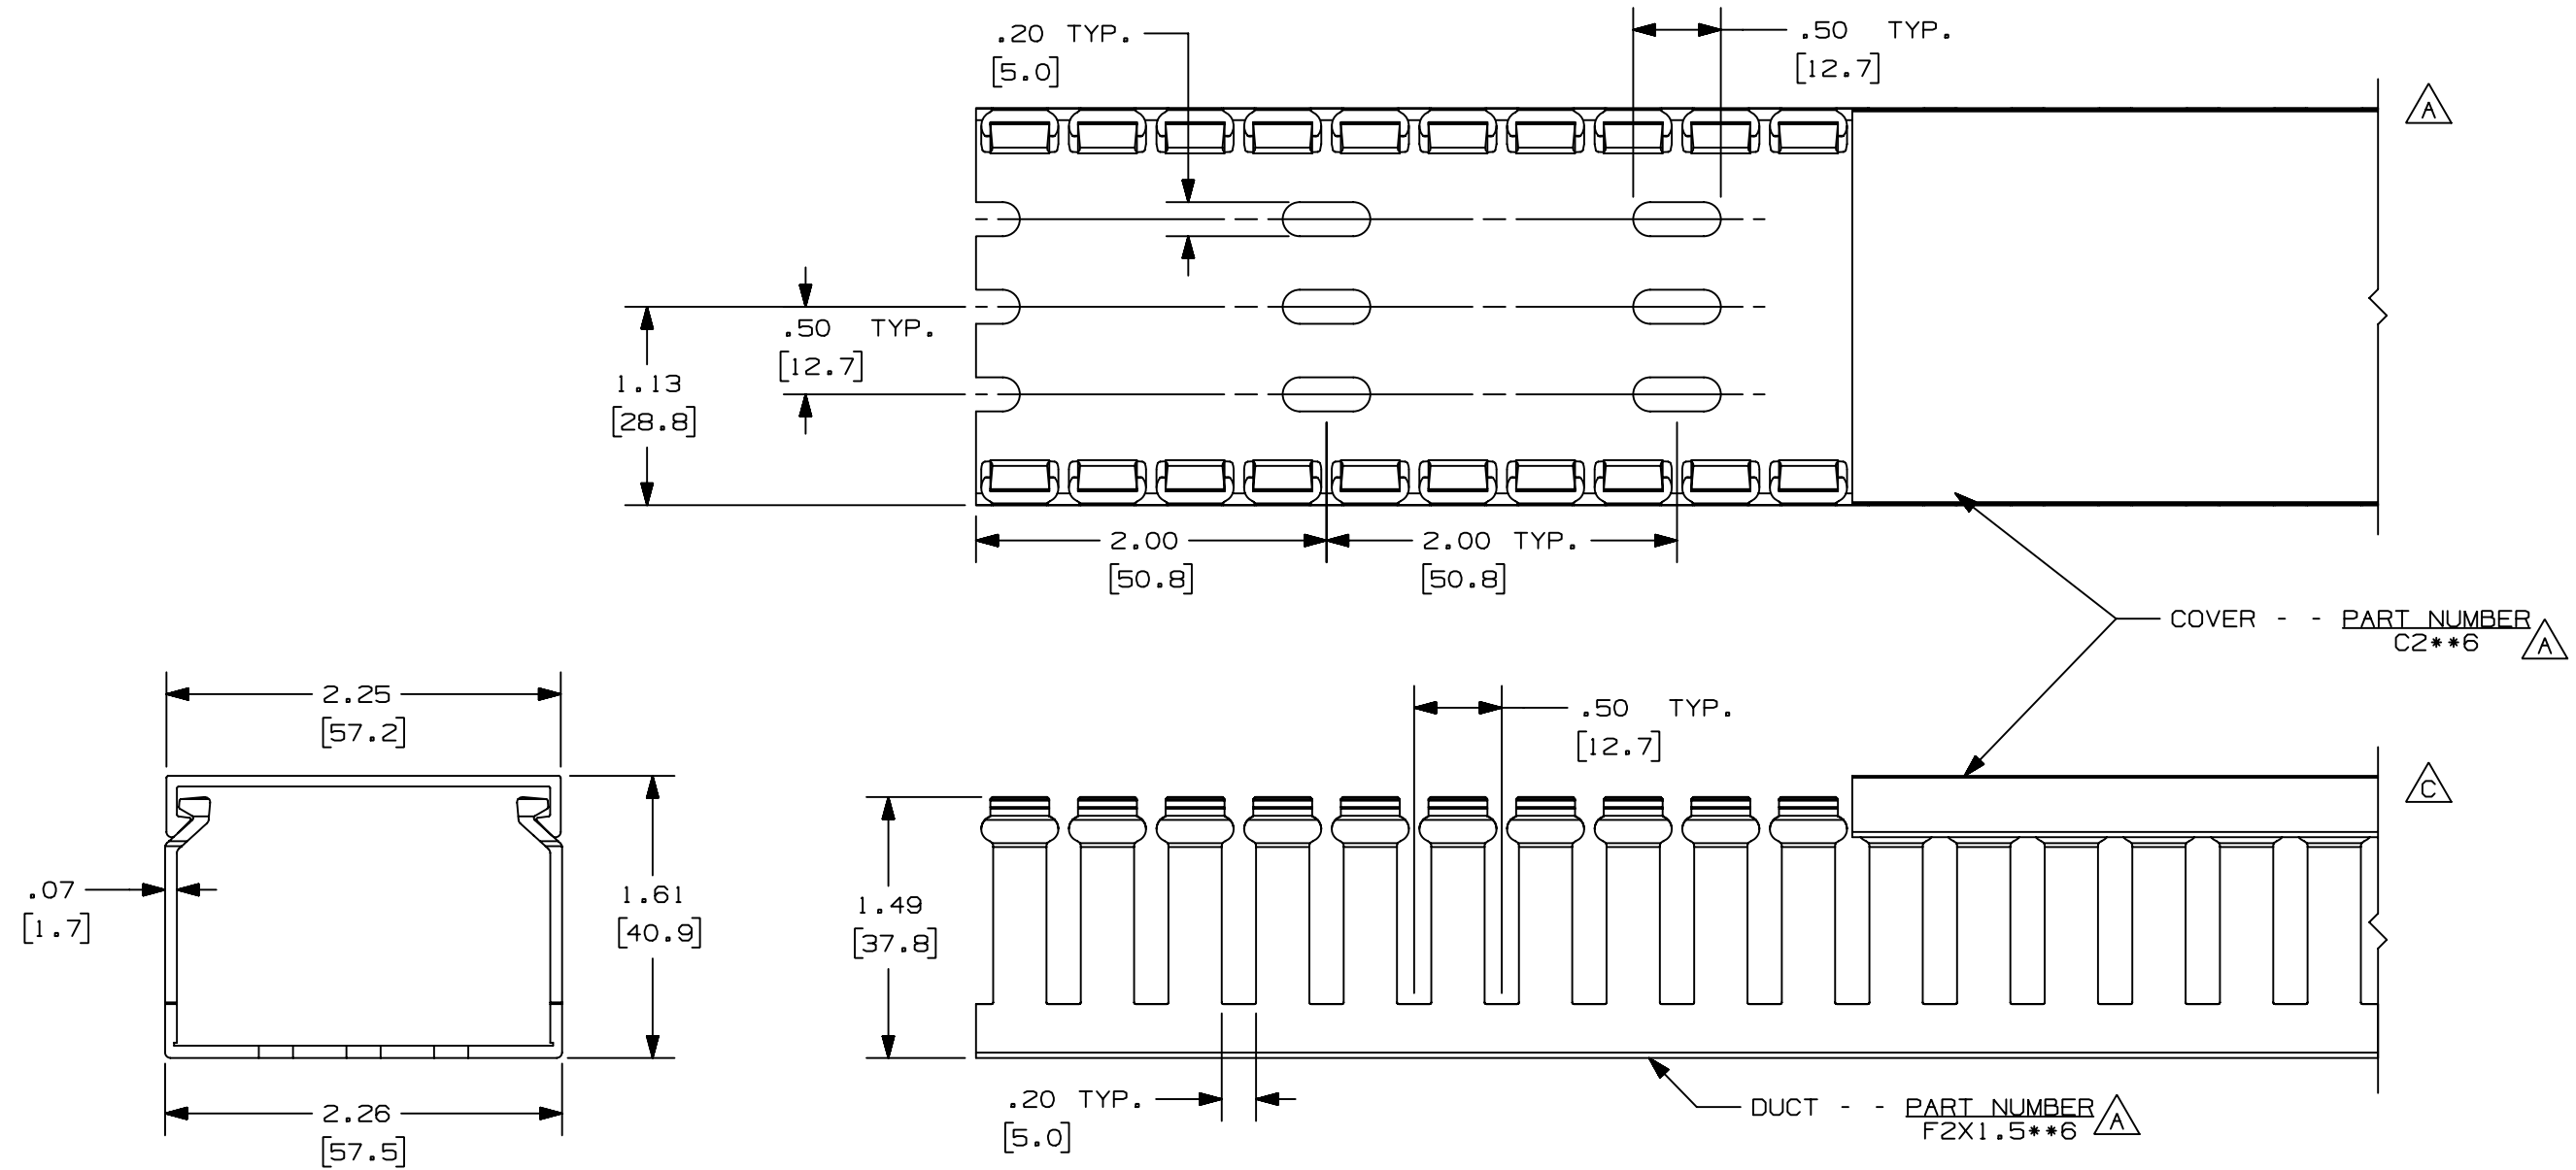 .20 TYP.
[5.0]
.50 TYP.
[12.7]
A
.50 TYP.
[12.7]
1.13
[28.8]
2.00
[50.8]
2.00 TYP.
[50.8]
COVER - - PART NUMBER
C2**6
A
2.25
[57.2]
.50 TYP.
[12.7]
C
.07
[1.7]
1.61
[40.9]
1.49
[37.8]
.20 TYP.
[5.0]
2.26
[57.5]
DUCT - - PART NUMBER
F2X1.5**6
A